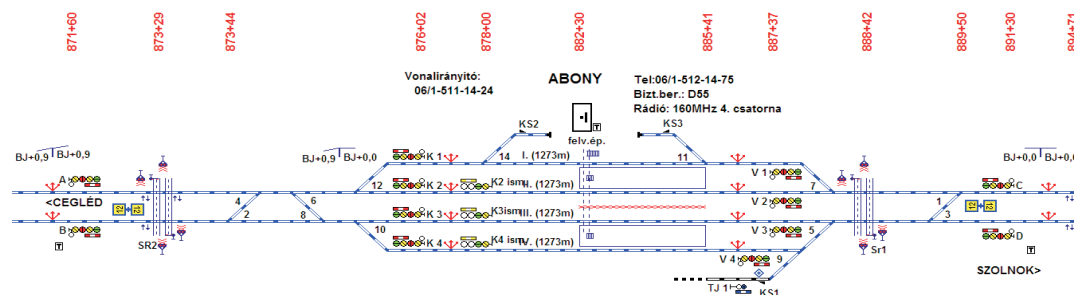 871+60
873+29
873+44
876+02
878+00
882+30
885+41
887+37
888+42
889+50
891+30
894+71
Vonalirányító:
06/1-511-14-24
ABONY
Tel:06/1-512-14-75
Bizt.ber.: D55
Rádió: 160MHz 4. csatorna
KS2
T
felv.ép.
KS3
BJ+0,9
BJ+0,9
BJ+0,9
BJ+0,0
BJ+0,0
BJ+0,0
K 1
14
I. (1273m)
11
A
12
K 2
K2 ism
II. (1273m)
V 1
7
C
<CEGLÉD
4
6
V 2
1
2
8
K 3
K3ism
III. (1273m)
3
B
10
V 3
5
D
T
SR2
K 4
K4 ism
IV. (1273m)
V 4
9
Sr1
T
SZOLNOK>
TJ 1
KS1